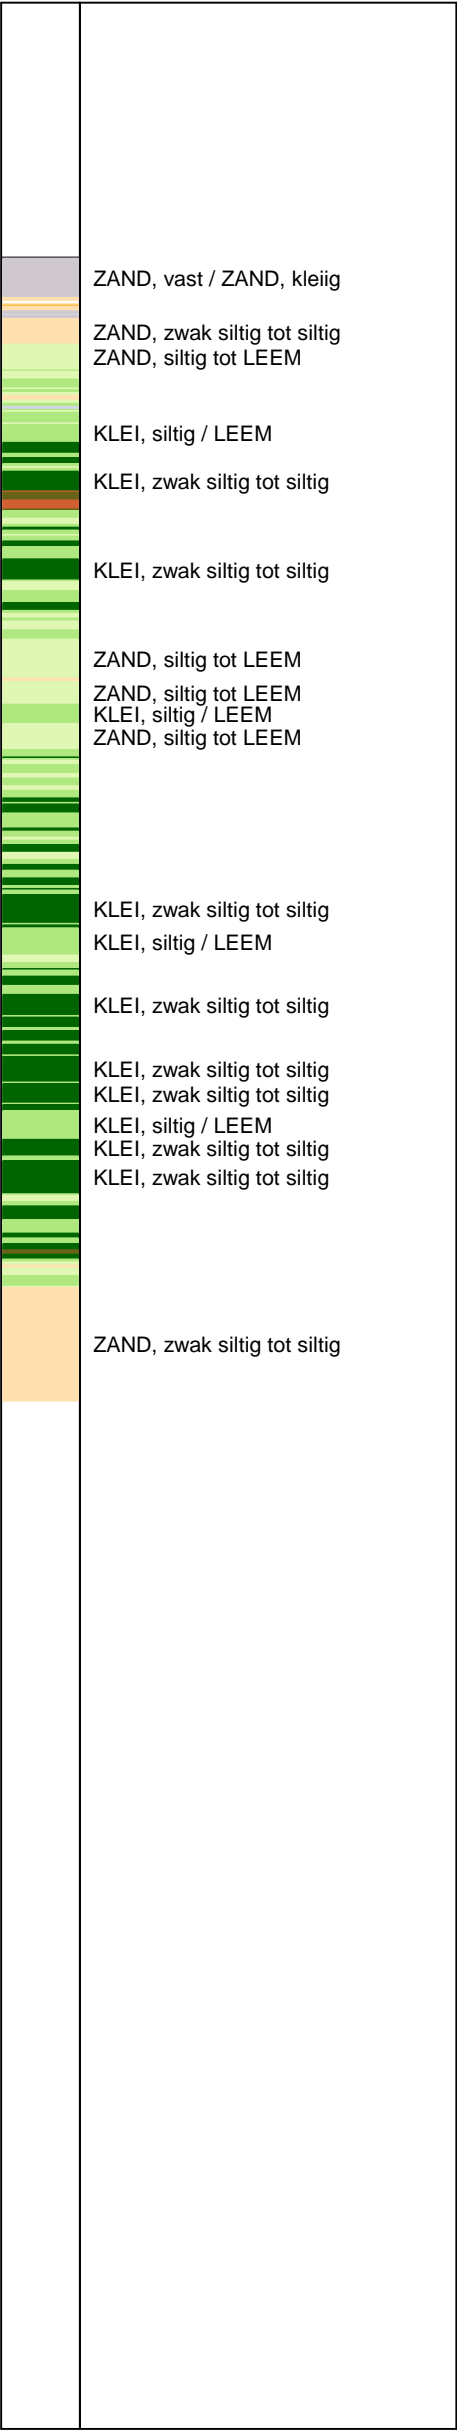 ZAND, vast / ZAND, kleiig
ZAND, zwak siltig tot siltig
ZAND, siltig tot LEEM
KLEI, siltig / LEEM
KLEI, zwak siltig tot siltig
KLEI, zwak siltig tot siltig
ZAND, siltig tot LEEM
ZAND, siltig tot LEEM
KLEI, siltig / LEEM
ZAND, siltig tot LEEM
KLEI, zwak siltig tot siltig
KLEI, siltig / LEEM
KLEI, zwak siltig tot siltig
KLEI, zwak siltig tot siltig
KLEI, zwak siltig tot siltig
KLEI, siltig / LEEM
KLEI, zwak siltig tot siltig
KLEI, zwak siltig tot siltig
ZAND, zwak siltig tot siltig